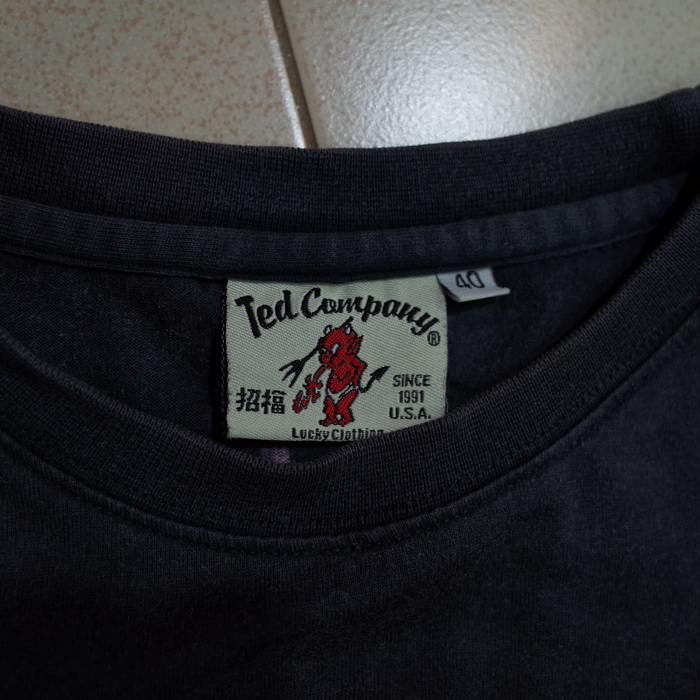 Ted Company®
40
招福
SINCE
1991
U.S.A.
Lucky Clothing